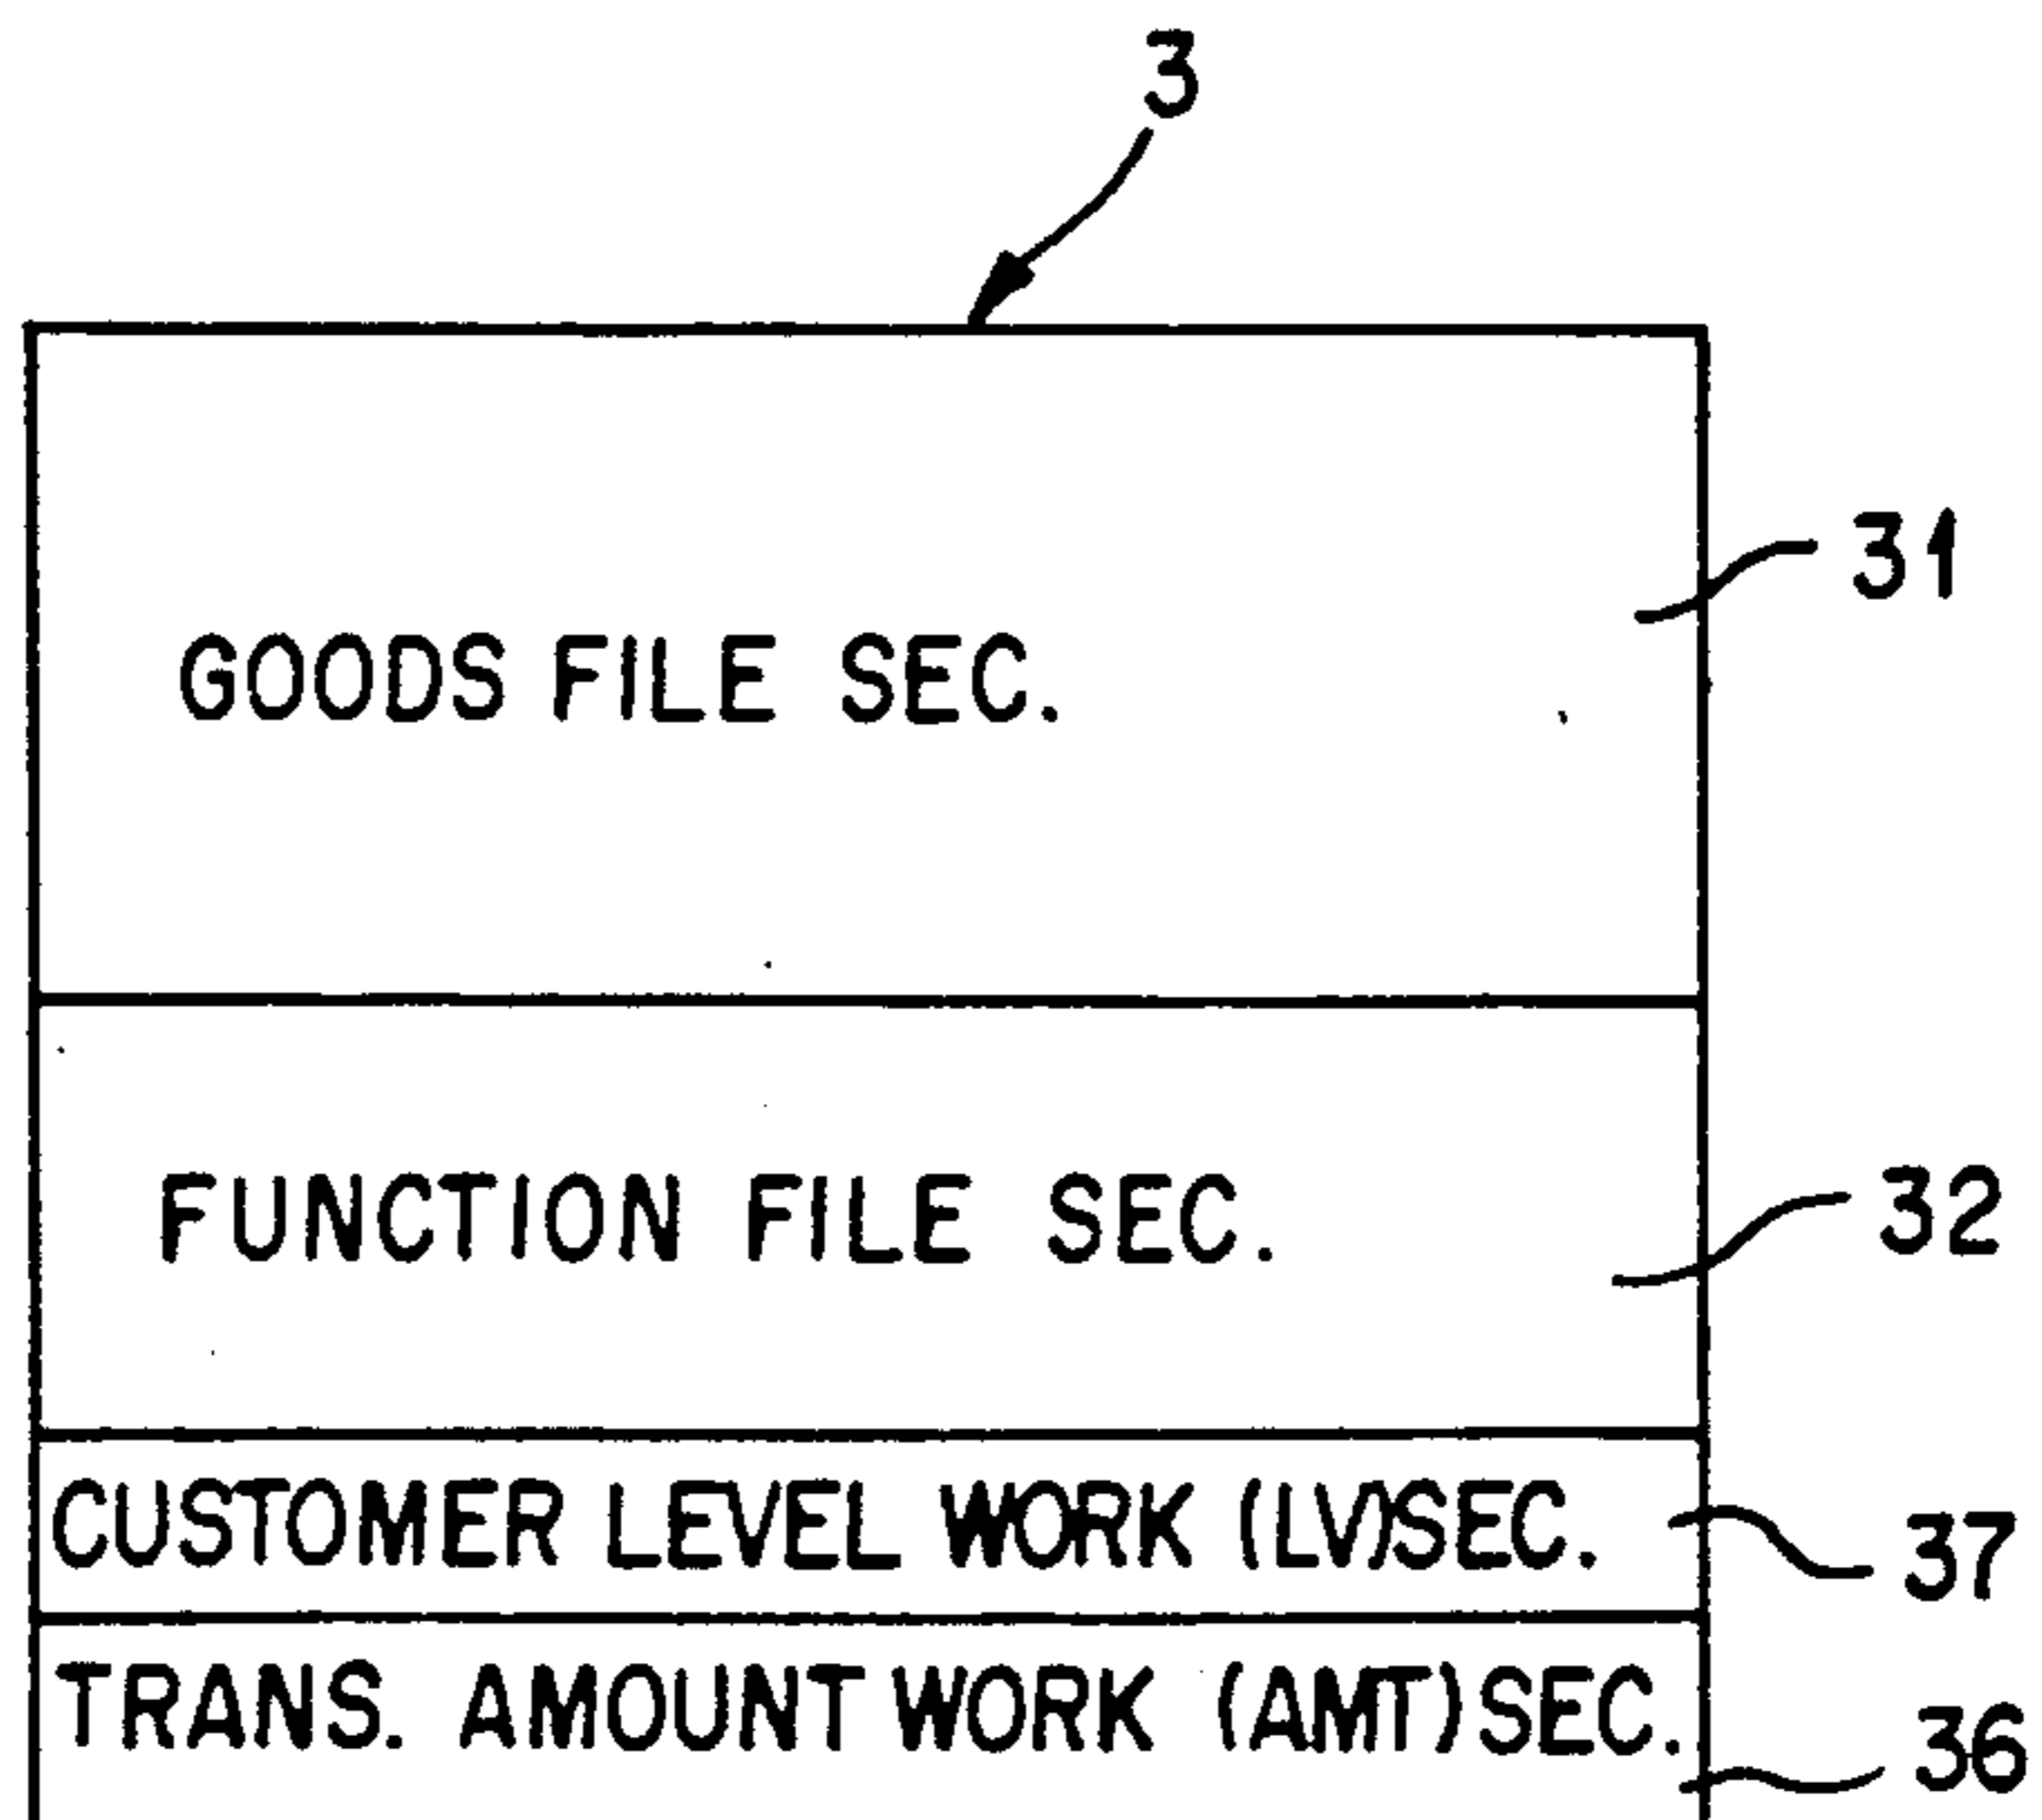 3
31
GOODS FILE SEC.
FUNCTION FILE SEC.
32
CUSTOMER LEVEL WORK (LV)SEC.
37
TRANS. AMOUNT WORK (AMT)SEC.
36